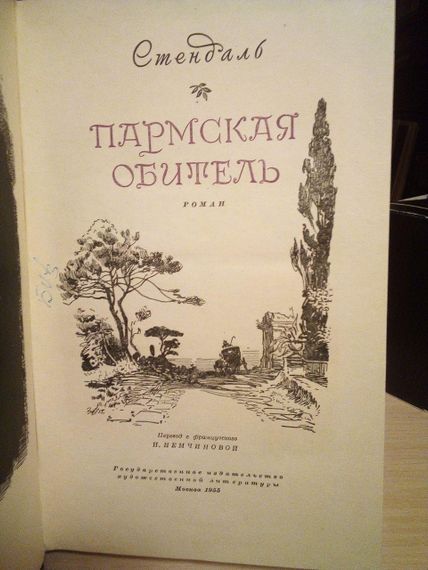 Стендаль
ПАРМСКАЯ
ОБИТЕЛЬ
РОМАН
Перевод с французского
Н. НЕМЧИНОВОЙ
Государственное издательство
художественной литературы
Москва 1955